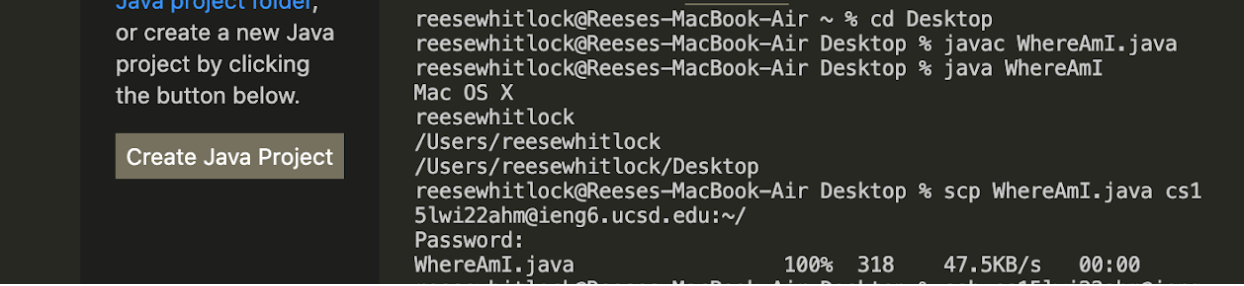 Java project folder,
or create a new Java
project by clicking
the button below.
Create Java Project
reesewhitlock@Reeses-MacBook-Air ~ % cd Desktop
reesewhitlock@Reeses-MacBook-Air Desktop % javac WhereAmI.java
reesewhitlock@Reeses-MacBook-Air Desktop % java WhereAmI
Mac OS X
reesewhitlock
/Users/reesewhitlock
/Users/reesewhitlock/Desktop
reesewhitlock@Reeses-MacBook-Air Desktop % scp WhereAmI.java cs1
5lwi22ahm@ieng6.ucsd.edu:~/
Password:
WhereAmI.java 100% 318 47.5KB/s 00:00